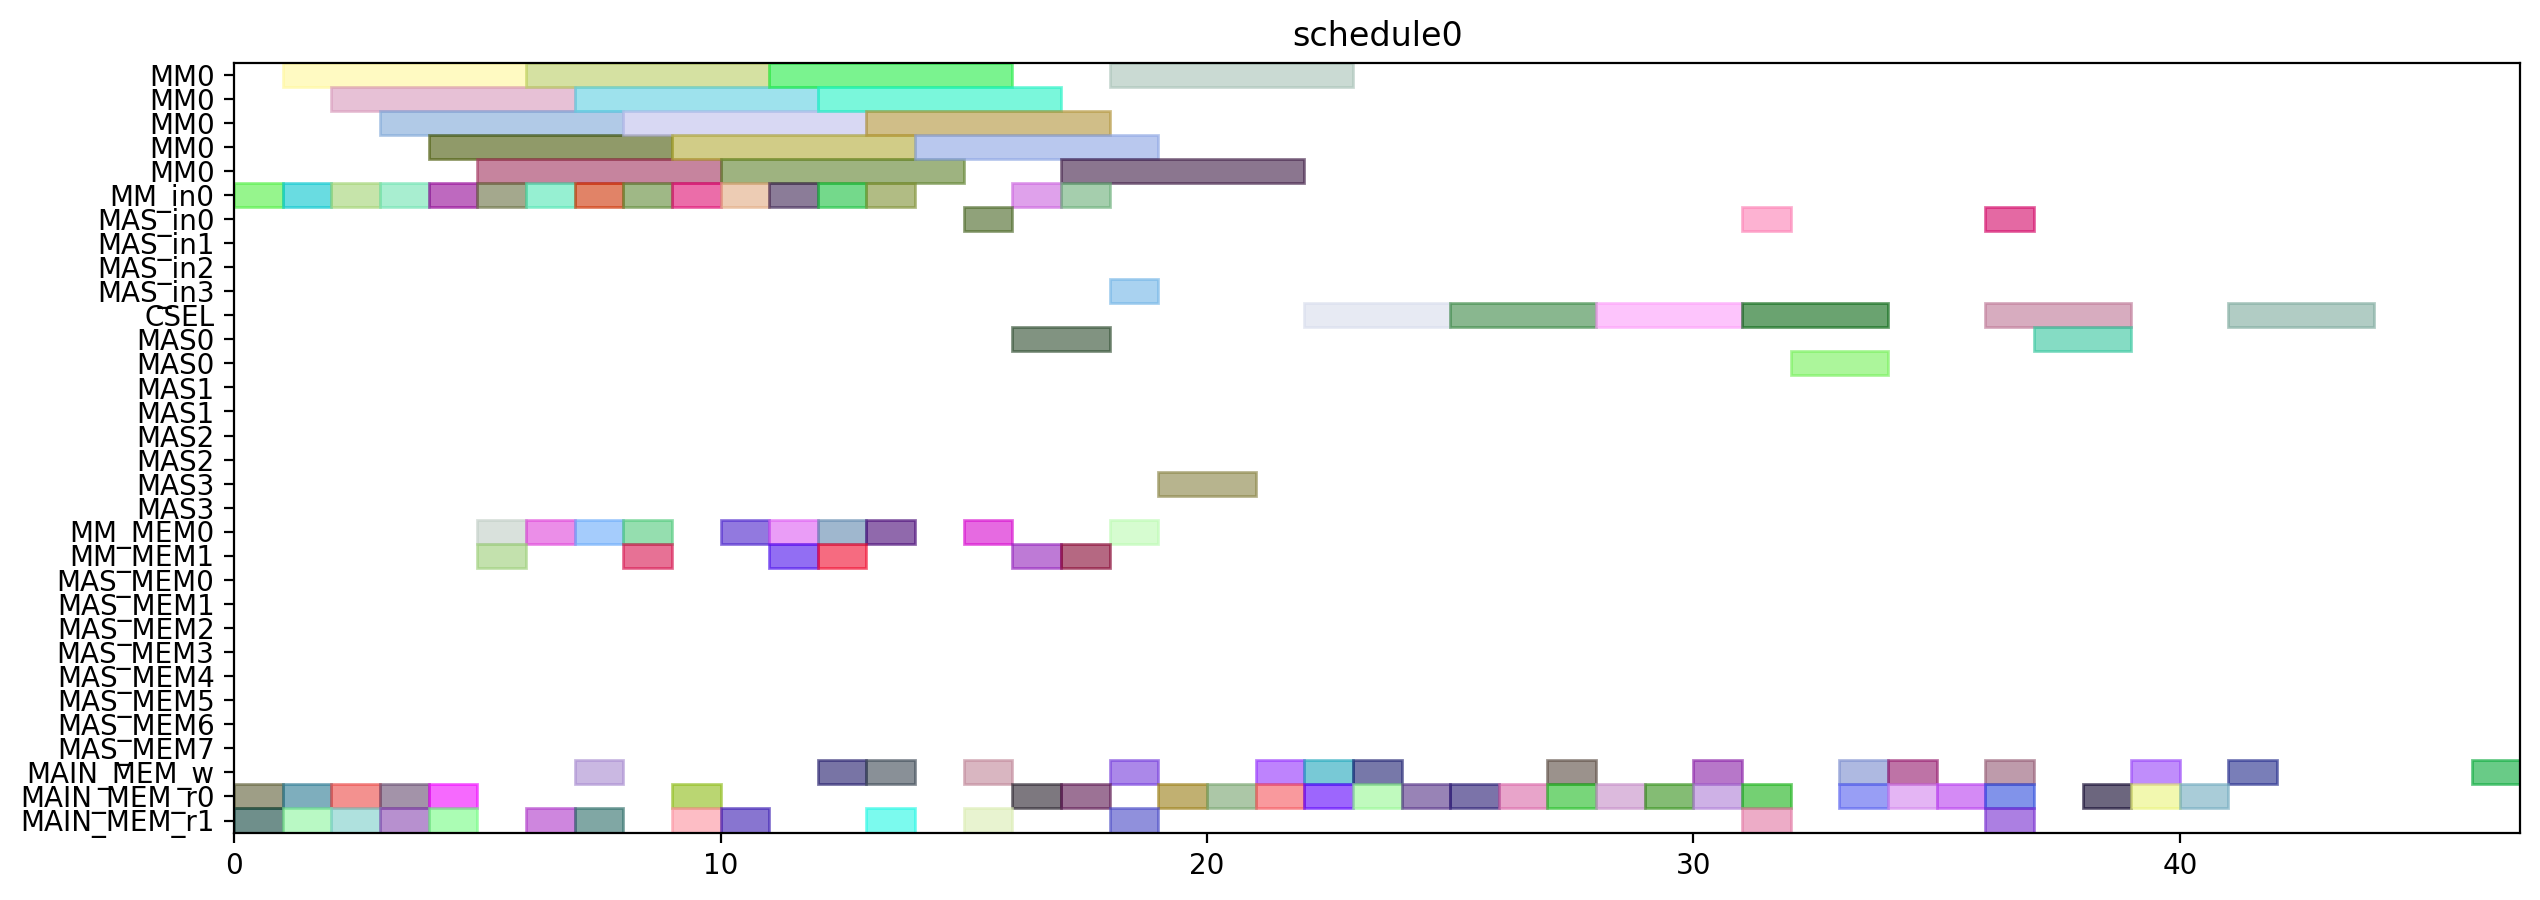 schedule0
MM0
MM0
MM0
MM0
MM0
MM_in0
MAS_in0
MAS_in1
MAS_in2
MAS_in3
CSEL
MAS0
MAS0
MAS1
MAS1
MAS2
MAS2
MAS3
MAS3
MM_MEM0
MM_MEM1
MAS_MEM0
MAS_MEM1
MAS_MEM2
MAS_MEM3
MAS_MEM4
MAS_MEM5
MAS_MEM6
MAS_MEM7
MAIN_MEM_w
MAIN_MEM_r0
MAIN_MEM_r1
0 10 20 30 40